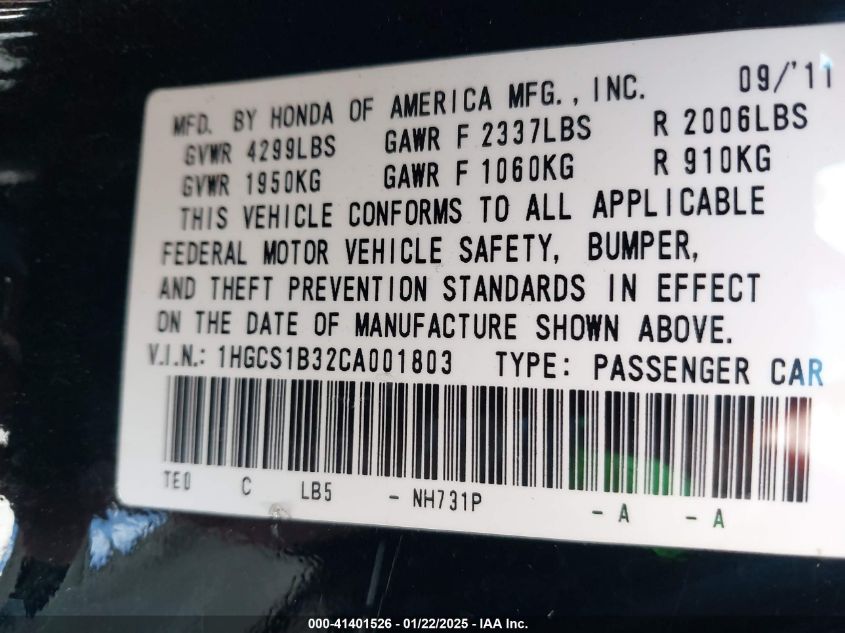 MFD. BY HONDA OF AMERICA MFG., INC. 09/'11
GVWR 4299LBS GAWR F 2337LBS R 2006LBS
GVWR 1950KG GAWR F 1060KG R 910KG
THIS VEHICLE CONFORMS TO ALL APPLICABLE
FEDERAL MOTOR VEHICLE SAFETY, BUMPER,
AND THEFT PREVENTION STANDARDS IN EFFECT
ON THE DATE OF MANUFACTURE SHOWN ABOVE.
V.I.N.: 1HGCS1B32CA001803 TYPE: PASSENGER CAR
TE0 C LB5 - NH731P - A - A
000-41401526 - 01/22/2025 - IAA Inc.